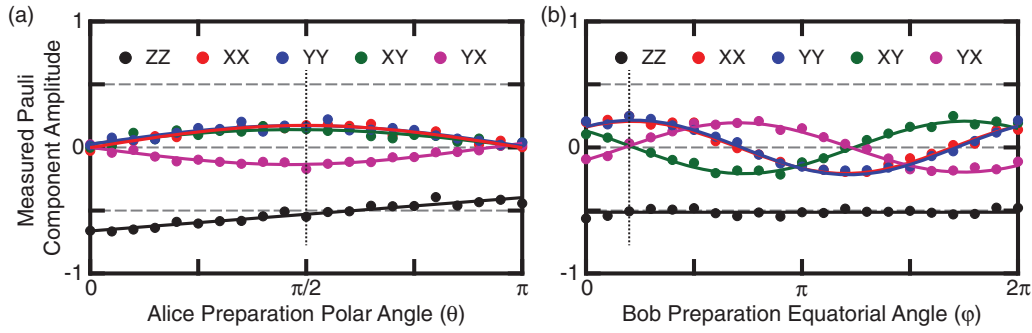 (a)
1
ZZ XX YY XY YX
0
-1
0 π/2 π
Measured Pauli
Component Amplitude
Alice Preparation Polar Angle (θ)
(b)
1
ZZ XX YY XY YX
0
-1
0 π 2π
Bob Preparation Equatorial Angle (φ)